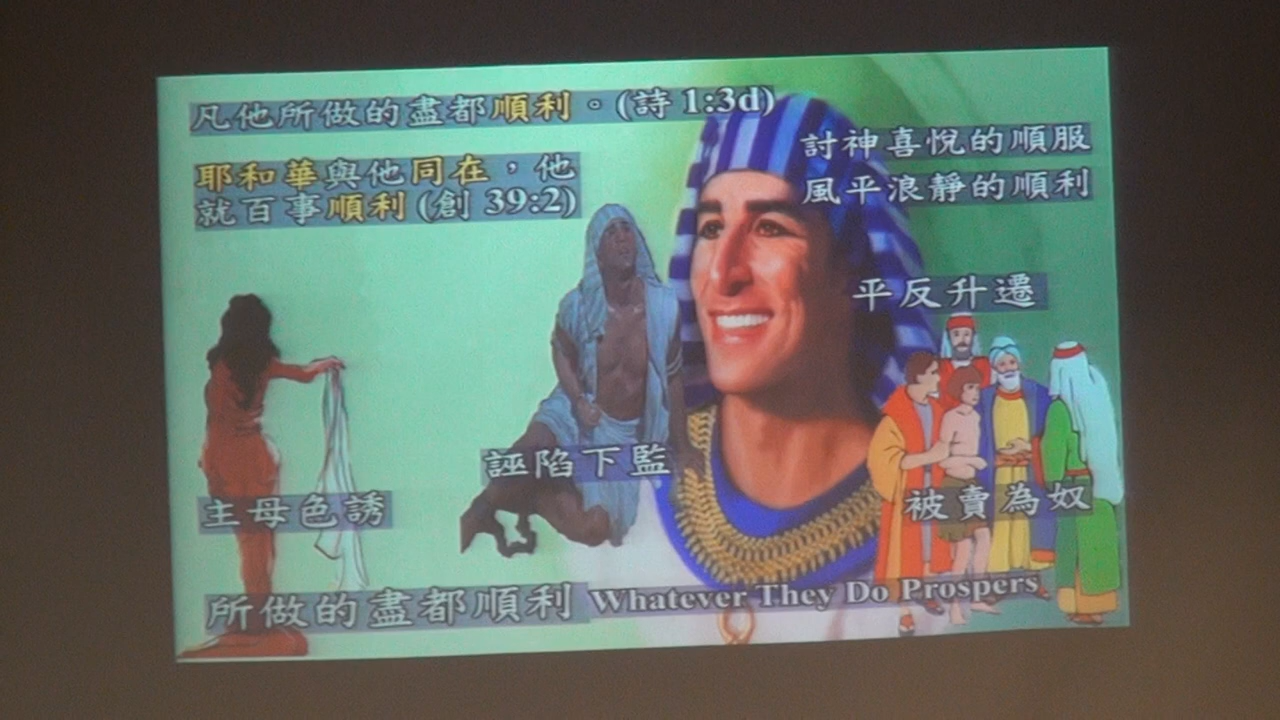 凡他所做的盡都順利。(詩 1:3d)
耶和華與他同在，他
就百事順利(創 39:2)
討神喜悅的順服
風平浪靜的順利
平反升遷
誣陷下監
主母色誘
被賣為奴
所做的盡都順利 Whatever They Do Prospers